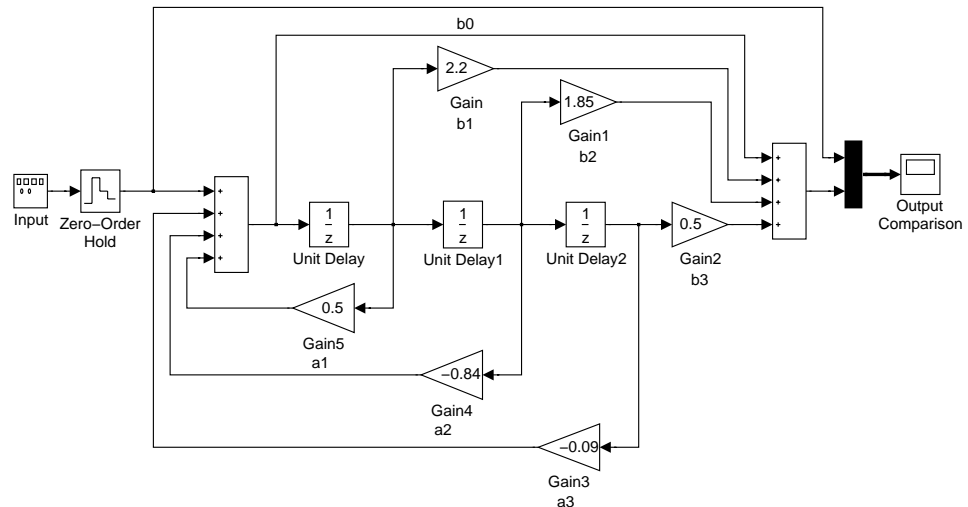 b0
2.2
Gain
b1
1.85
Gain1
b2
+
+
+
+
Input
Zero−Order
Hold
+
+
+
+
1
z
Unit Delay
1
z
Unit Delay1
1
z
Unit Delay2
0.5
Gain2
b3
Output
Comparison
0.5
Gain5
a1
−0.84
Gain4
a2
−0.09
Gain3
a3